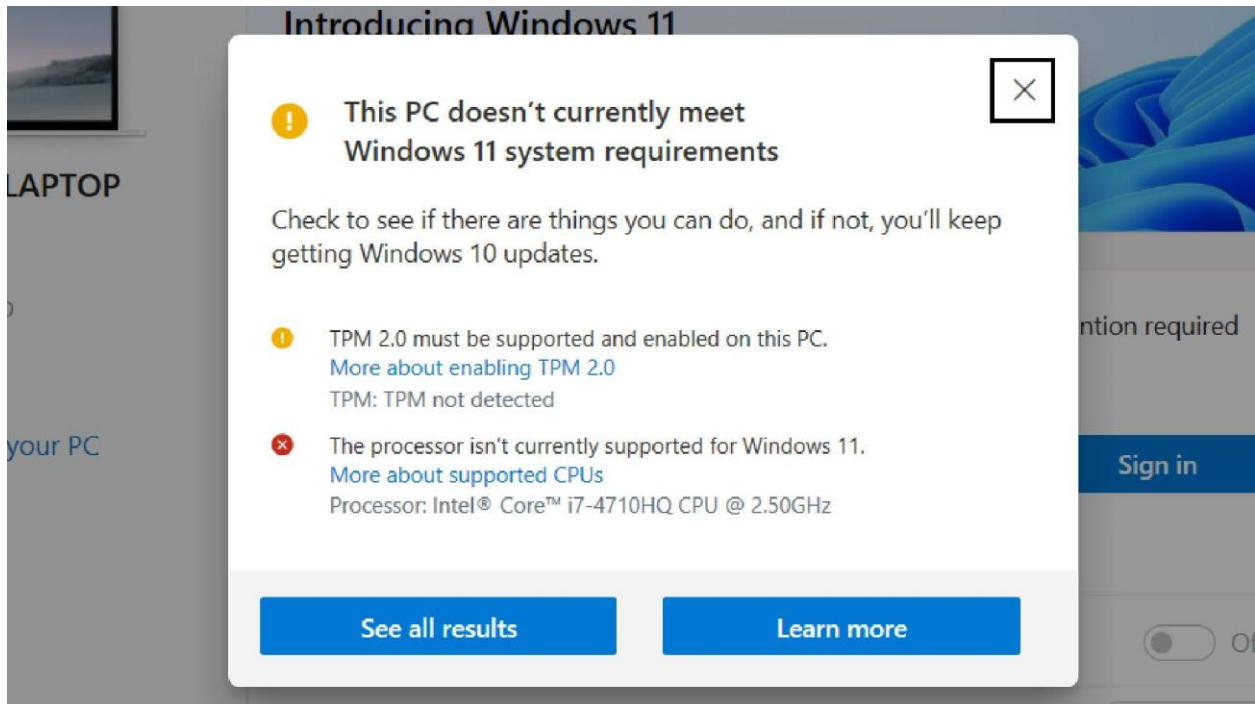 Introducing Windows 11
This PC doesn't currently meet
Windows 11 system requirements
LAPTOP
Check to see if there are things you can do, and if not, you'll keep
getting Windows 10 updates.
TPM 2.0 must be supported and enabled on this PC.
ntion required
More about enabling TPM 2.0
TPM: TPM not detected
The processor isn't currently supported for Windows 11.
your PC
More about supported CPUs
Sign in
Processor: Intel® Core™ i7-4710HQ CPU @ 2.50GHz
See all results
Learn more